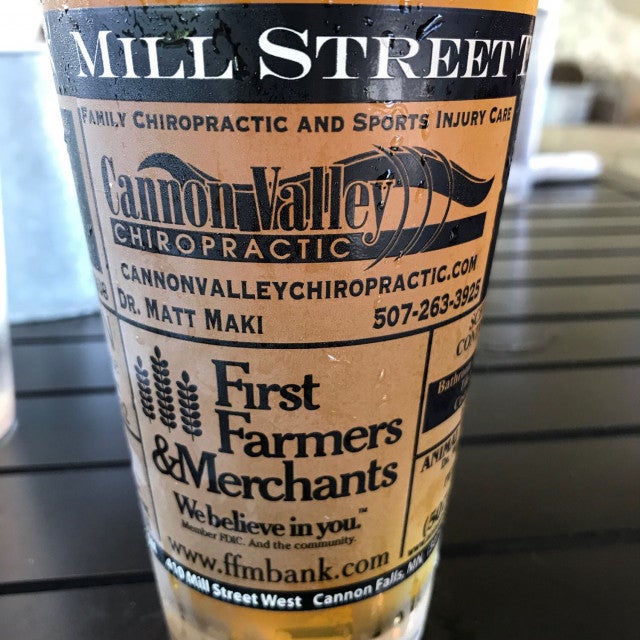 MILL STREET T
FAMILY CHIROPRACTIC AND SPORTS INJURY CARE
Cannon Valley
CHIROPRACTIC
CANNONVALLEYCHIROPRACTIC.COM
DR. MATT MAKI 507-263-3925
First
Farmers
&Merchants
We believe in you.™
Member FDIC. And the community.
www.ffmbank.com
419 Mill Street West Cannon Falls, MN